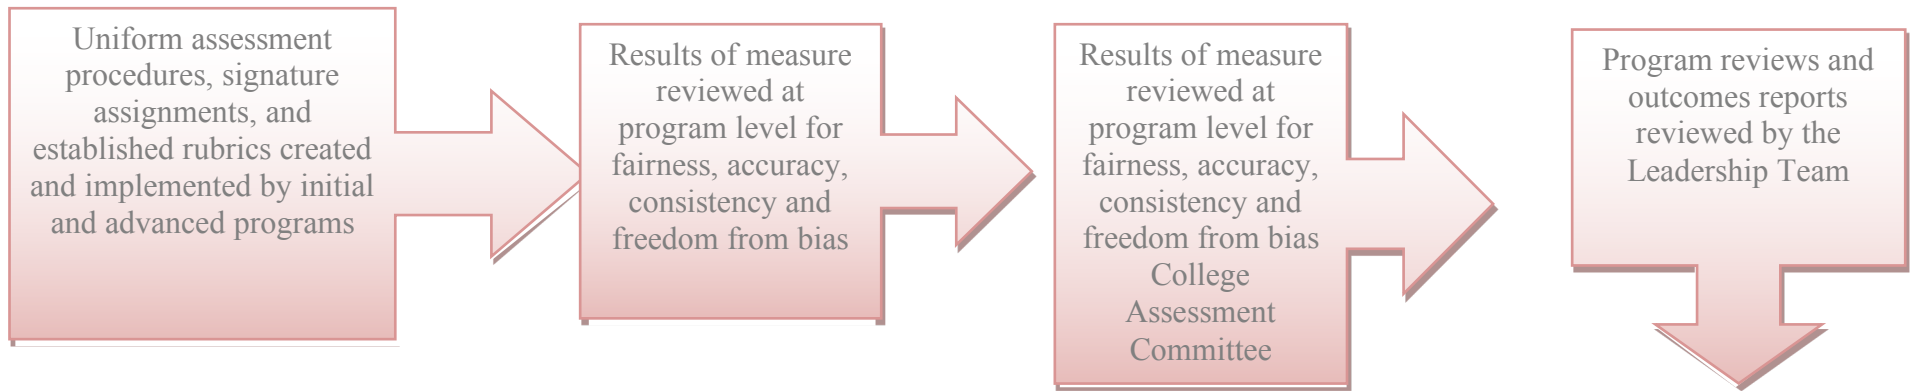 Uniform assessment
procedures, signature
assignments, and
established rubrics created
and implemented by initial
and advanced programs
Results of measure
reviewed at
program level for
fairness, accuracy,
consistency and
freedom from bias
Results of measure
reviewed at
program level for
fairness, accuracy,
consistency and
freedom from bias
College
Assessment
Committee
Program reviews and
outcomes reports
reviewed by the
Leadership Team